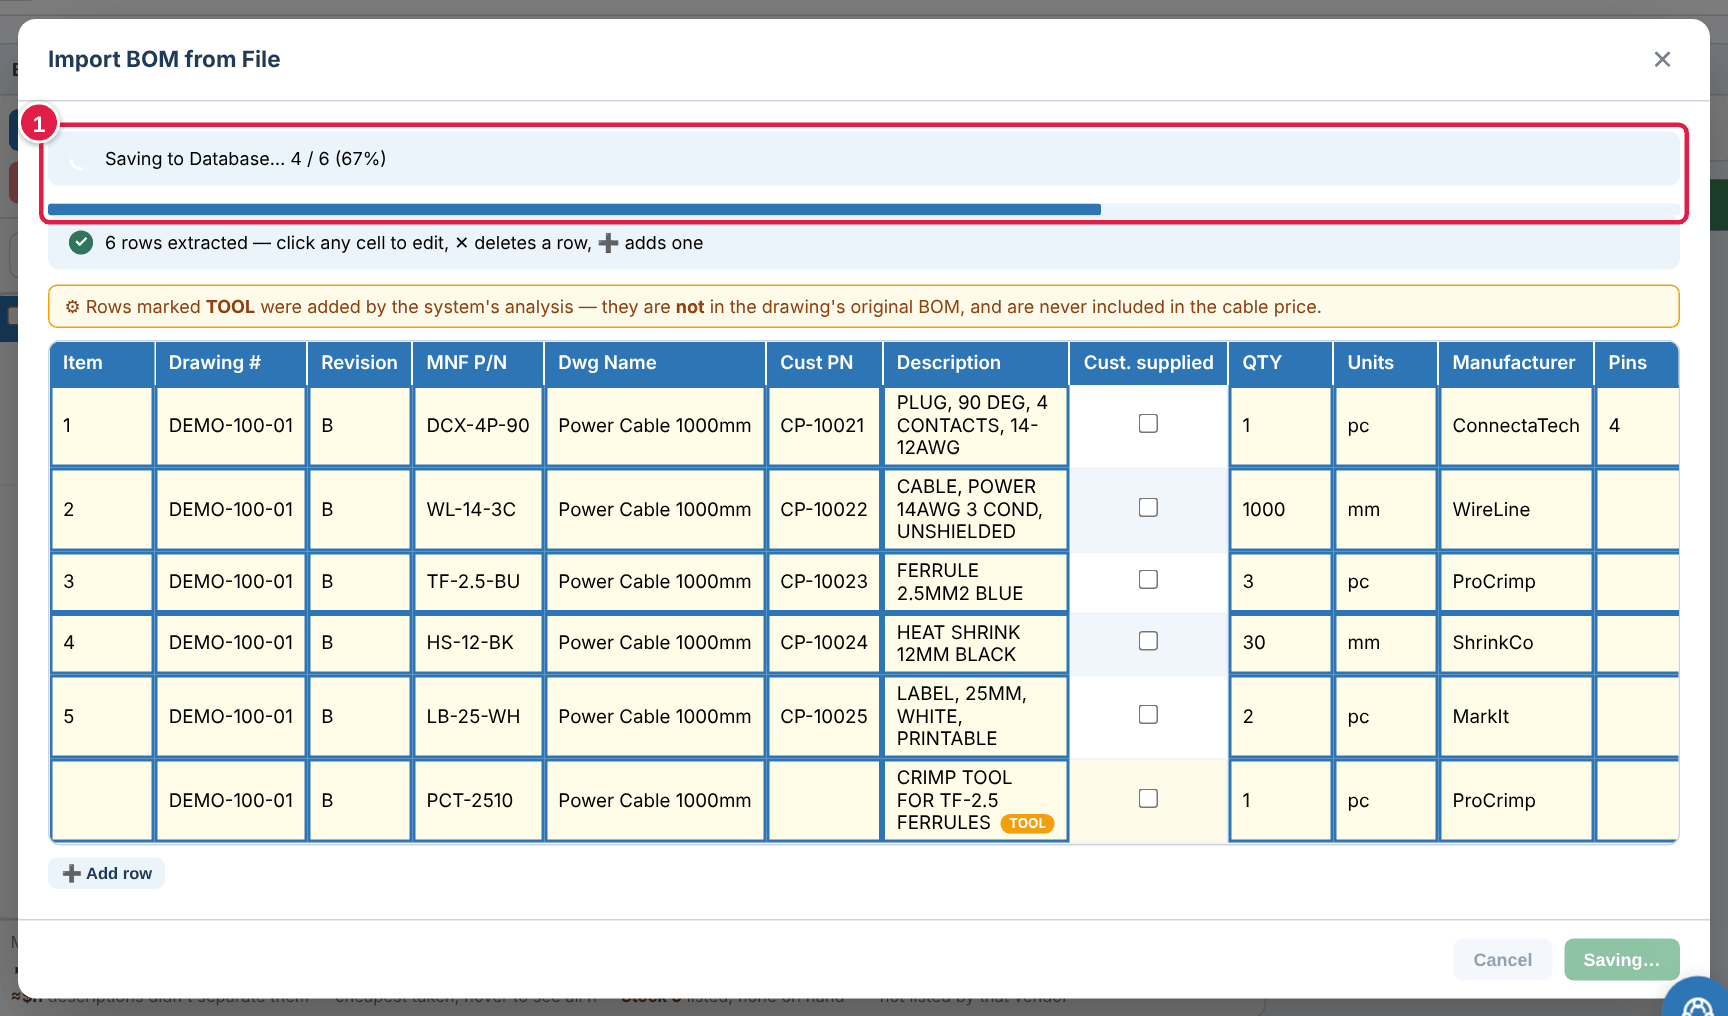 Import BOM from File
✕
1
Saving to Database... 4 / 6 (67%)
6 rows extracted — click any cell to edit, ✕ deletes a row, ➕ adds one
⚙ Rows marked TOOL were added by the system's analysis — they are not in the drawing's original BOM, and are never included in the cable price.
Item Drawing # Revision MNF P/N Dwg Name Cust PN Description Cust. supplied QTY Units Manufacturer Pins
1 DEMO-100-01 B DCX-4P-90 Power Cable 1000mm CP-10021 PLUG, 90 DEG, 4 CONTACTS, 14-12AWG 1 pc ConnectaTech 4
2 DEMO-100-01 B WL-14-3C Power Cable 1000mm CP-10022 CABLE, POWER 14AWG 3 COND, UNSHIELDED 1000 mm WireLine
3 DEMO-100-01 B TF-2.5-BU Power Cable 1000mm CP-10023 FERRULE 2.5MM2 BLUE 3 pc ProCrimp
4 DEMO-100-01 B HS-12-BK Power Cable 1000mm CP-10024 HEAT SHRINK 12MM BLACK 30 mm ShrinkCo
5 DEMO-100-01 B LB-25-WH Power Cable 1000mm CP-10025 LABEL, 25MM, WHITE, PRINTABLE 2 pc MarkIt
DEMO-100-01 B PCT-2510 Power Cable 1000mm CRIMP TOOL FOR TF-2.5 FERRULES TOOL 1 pc ProCrimp
➕ Add row
Cancel Saving...